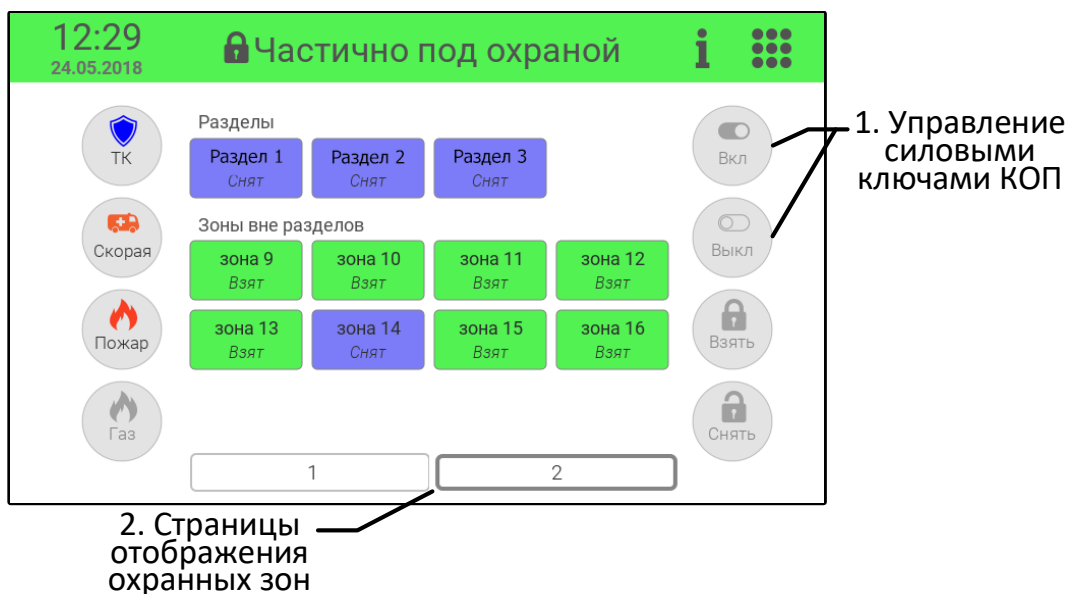 12:29
24.05.2018
Частично под охраной
i
Разделы
ТК
Раздел 1
Снят
Раздел 2
Снят
Раздел 3
Снят
Вкл
1. Управление
силовыми
ключами КОП
Скорая
Зоны вне разделов
зона 9
Взят
зона 10
Взят
зона 11
Взят
зона 12
Взят
Выкл
Пожар
зона 13
Взят
зона 14
Снят
зона 15
Взят
зона 16
Взят
Взять
Газ
Снять
1
2
2. Страницы
отображения
охранных зон